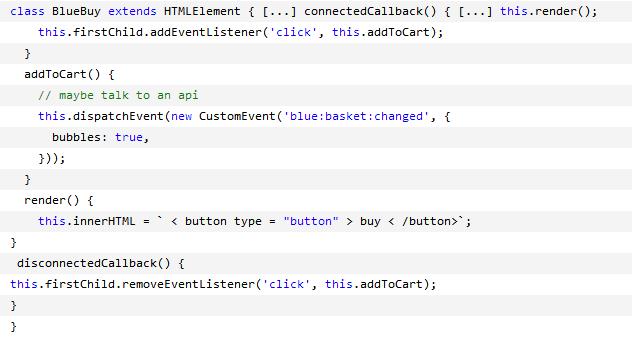 class BlueBuy extends HTMLElement { [...] connectedCallback() { [...] this.render();
    this.firstChild.addEventListener('click', this.addToCart);
  }
  addToCart() {
    // maybe talk to an api
    this.dispatchEvent(new CustomEvent('blue:basket:changed', {
      bubbles: true,
    }));
  }
  render() {
    this.innerHTML = ` < button type = "button" > buy < /button>`;
}
 disconnectedCallback() {
this.firstChild.removeEventListener('click', this.addToCart);
}
}